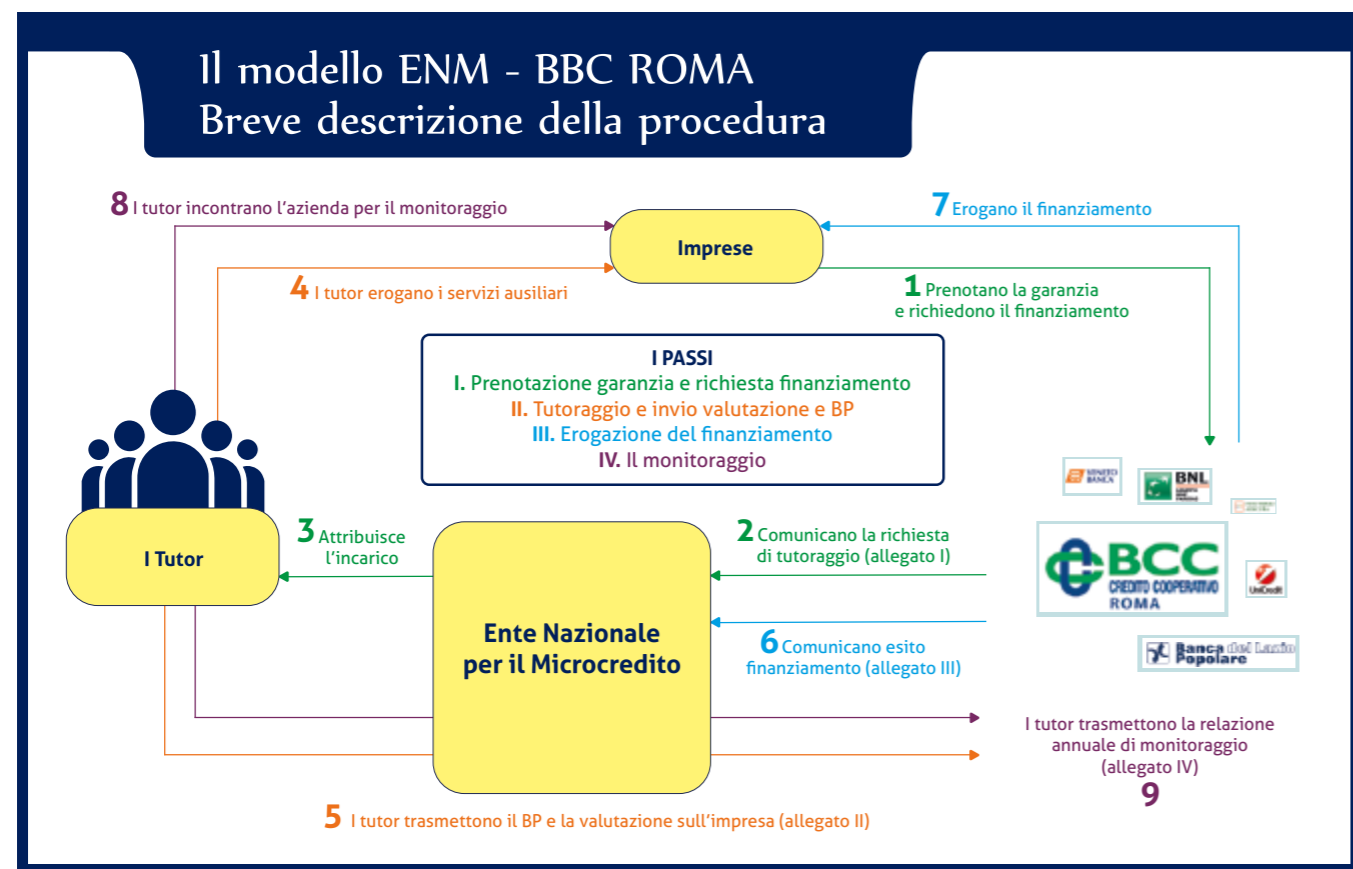 Il modello ENM - BBC ROMA
Breve descrizione della procedura
8 I tutor incontrano l'azienda per il monitoraggio
7 Erogano il finanziamento
Imprese
4 I tutor erogano i servizi ausiliari
1 Prenotano la garanzia
e richiedono il finanziamento
I PASSI
I. Prenotazione garanzia e richiesta finanziamento
II. Tutoraggio e invio valutazione e BP
III. Erogazione del finanziamento
IV. Il monitoraggio
VENETO
BANCA
BNL
3 Attribuisce
l'incarico
2 Comunicano la richiesta
di tutoraggio (allegato I)
I Tutor
BCC
CREDITO COOPERATIVO
ROMA
UniCredit
Ente Nazionale
per il Microcredito
6 Comunicano esito
finanziamento (allegato III)
Banca del Lazio
Popolare
I tutor trasmettono la relazione
annuale di monitoraggio
(allegato IV)
9
5 I tutor trasmettono il BP e la valutazione sull'impresa (allegato II)